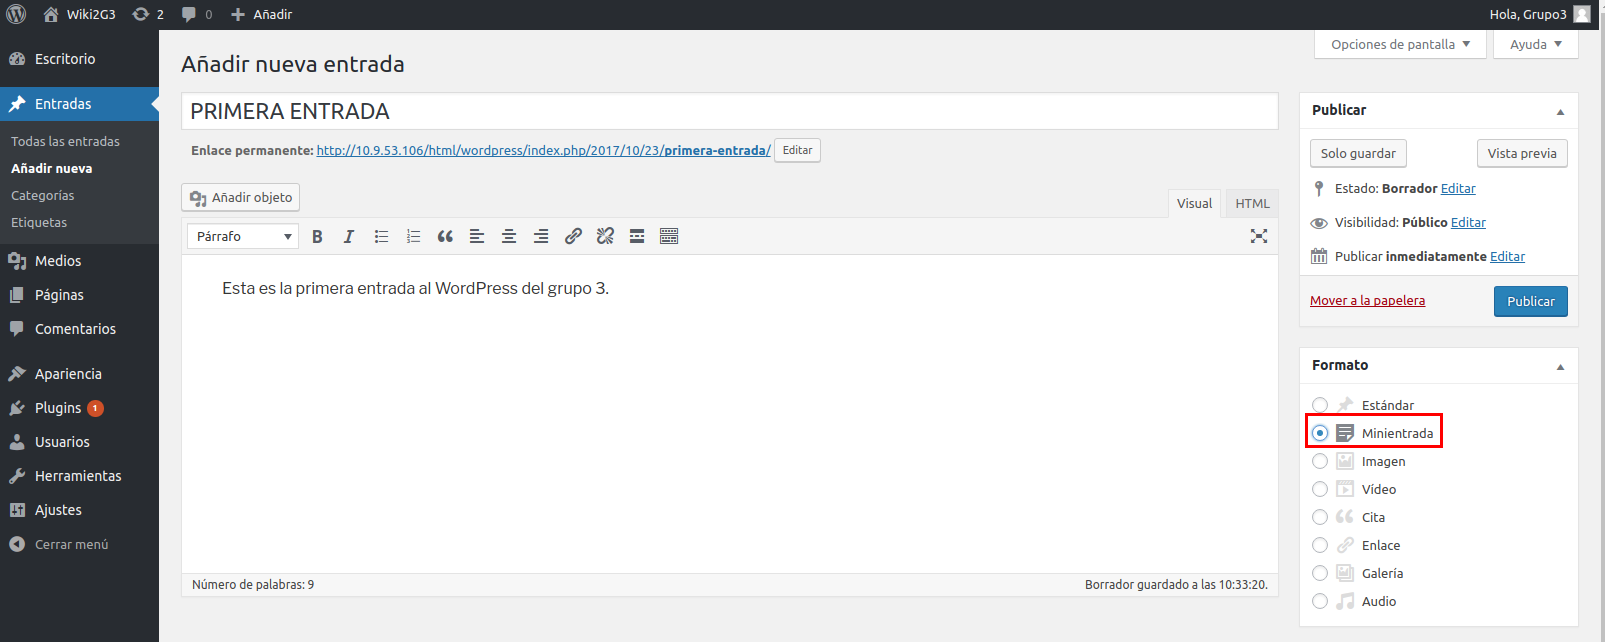 Wiki2G3 2 0 Añadir Hola, Grupo3
Opciones de pantalla Ayuda
Escritorio
Entradas
Todas las entradas
Añadir nueva
Categorías
Etiquetas
Medios
Páginas
Comentarios
Apariencia
Plugins 1
Usuarios
Herramientas
Ajustes
Cerrar menú
Añadir nueva entrada
PRIMERA ENTRADA
Enlace permanente: http://10.9.53.106/html/wordpress/index.php/2017/10/23/primera-entrada/ Editar
Añadir objeto
Visual HTML
Párrafo B I
Esta es la primera entrada al WordPress del grupo 3.
Número de palabras: 9 Borrador guardado a las 10:33:20.
Publicar
Solo guardar Vista previa
Estado: Borrador Editar
Visibilidad: Público Editar
Publicar inmediatamente Editar
Mover a la papelera Publicar
Formato
Estándar
Minientrada
Imagen
Vídeo
Cita
Enlace
Galería
Audio